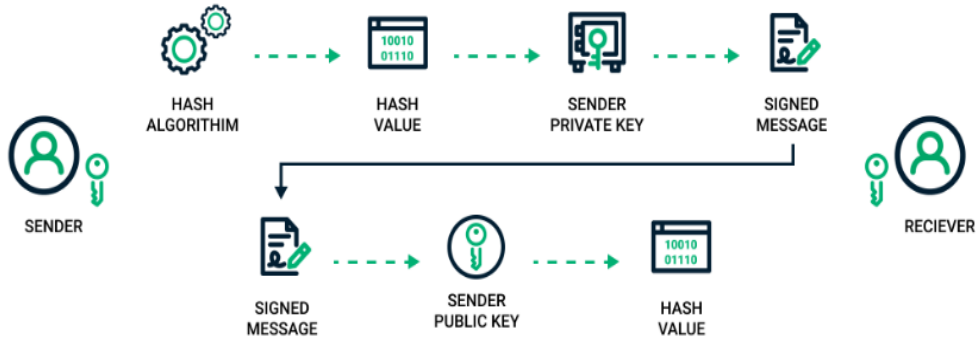 10010
01110
HASH
ALGORITHIM
HASH
VALUE
SENDER
PRIVATE KEY
SIGNED
MESSAGE
SENDER
RECIEVER
10010
01110
SIGNED
MESSAGE
SENDER
PUBLIC KEY
HASH
VALUE